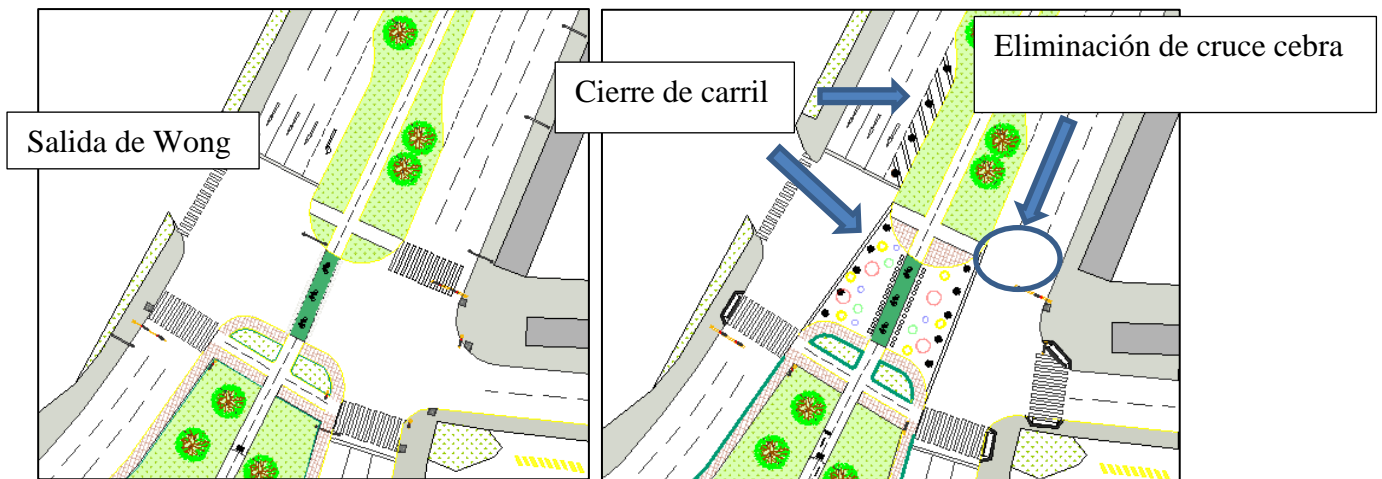 Salida de Wong
Cierre de carril
Eliminación de cruce cebra